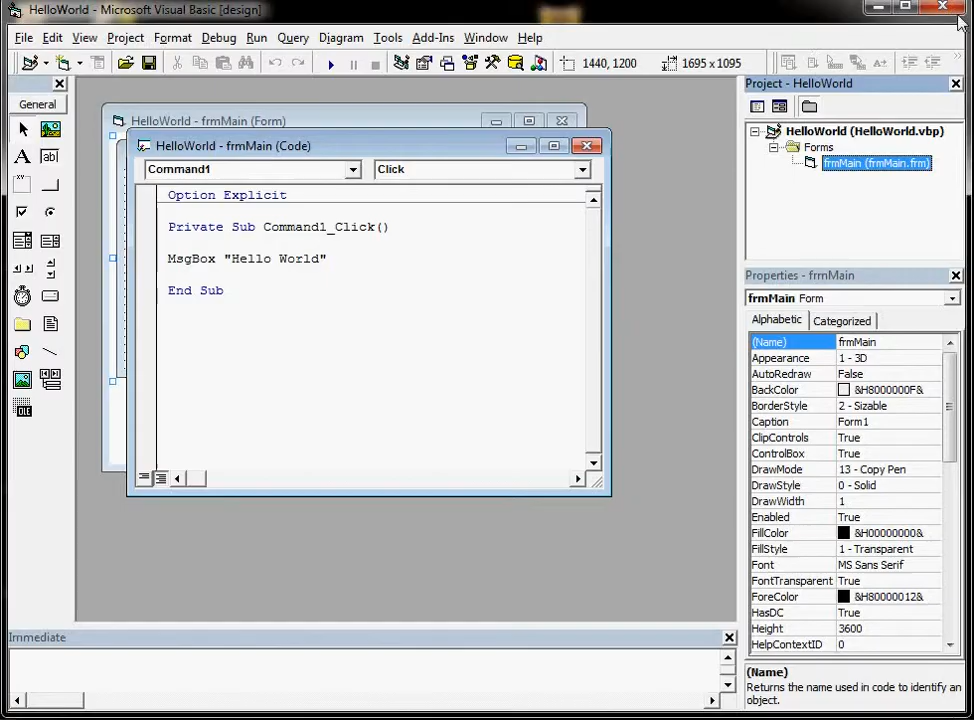 HelloWorld - Microsoft Visual Basic [design]
File Edit View Project Format Debug Run Query Diagram Tools Add-Ins Window Help
1440, 1200 1695 x 1095
General
HelloWorld - frmMain (Form)
HelloWorld - frmMain (Code)
Command1 Click
Option Explicit
Private Sub Command1_Click()
MsgBox "Hello World"
End Sub
Project - HelloWorld
HelloWorld (HelloWorld.vbp)
Forms
frmMain (frmMain.frm)
Properties - frmMain
frmMain Form
Alphabetic Categorized
(Name) frmMain
Appearance 1 - 3D
AutoRedraw False
BackColor &H8000000F&
BorderStyle 2 - Sizable
Caption Form1
ClipControls True
ControlBox True
DrawMode 13 - Copy Pen
DrawStyle 0 - Solid
DrawWidth 1
Enabled True
FillColor &H00000000&
FillStyle 1 - Transparent
Font MS Sans Serif
FontTransparent True
ForeColor &H80000012&
HasDC True
Height 3600
HelpContextID 0
(Name)
Returns the name used in code to identify an
object.
Immediate